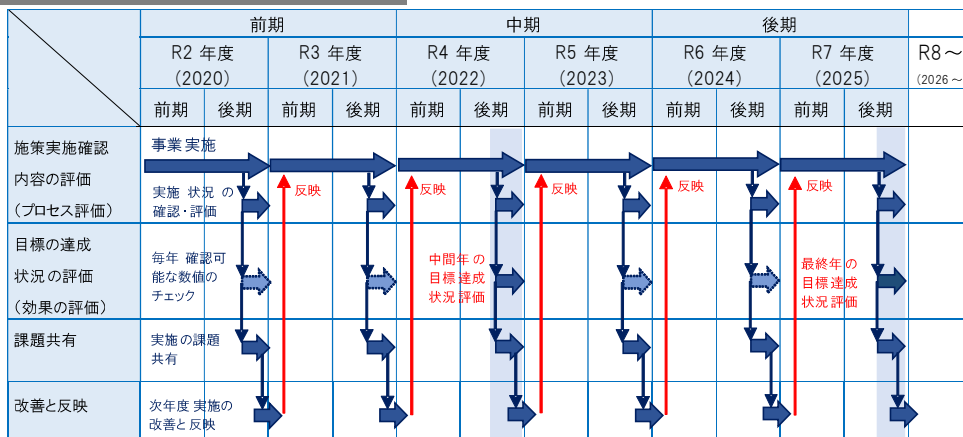 前期 中期 後期
R2 年度 R3 年度 R4 年度 R5 年度 R6 年度 R7 年度 R8～
（2020） （2021） （2022） （2023） （2024） （2025） （2026～
前期 後期 前期 後期 前期 後期 前期 後期 前期 後期 前期 後期
施策実施確認
内容の評価
（プロセス評価）
事業実施
実施 状況 の
確認・評価
反映 反映 反映 反映 反映
目標の達成
状況の評価
（効果の評価）
毎年 確認可
能な数値の
チェック
中間年の
目標達成
状況評価
最終年の
目標達成
状況評価
課題共有
実施の課題
共有
改善と反映
次年度 実施の
改善と反映